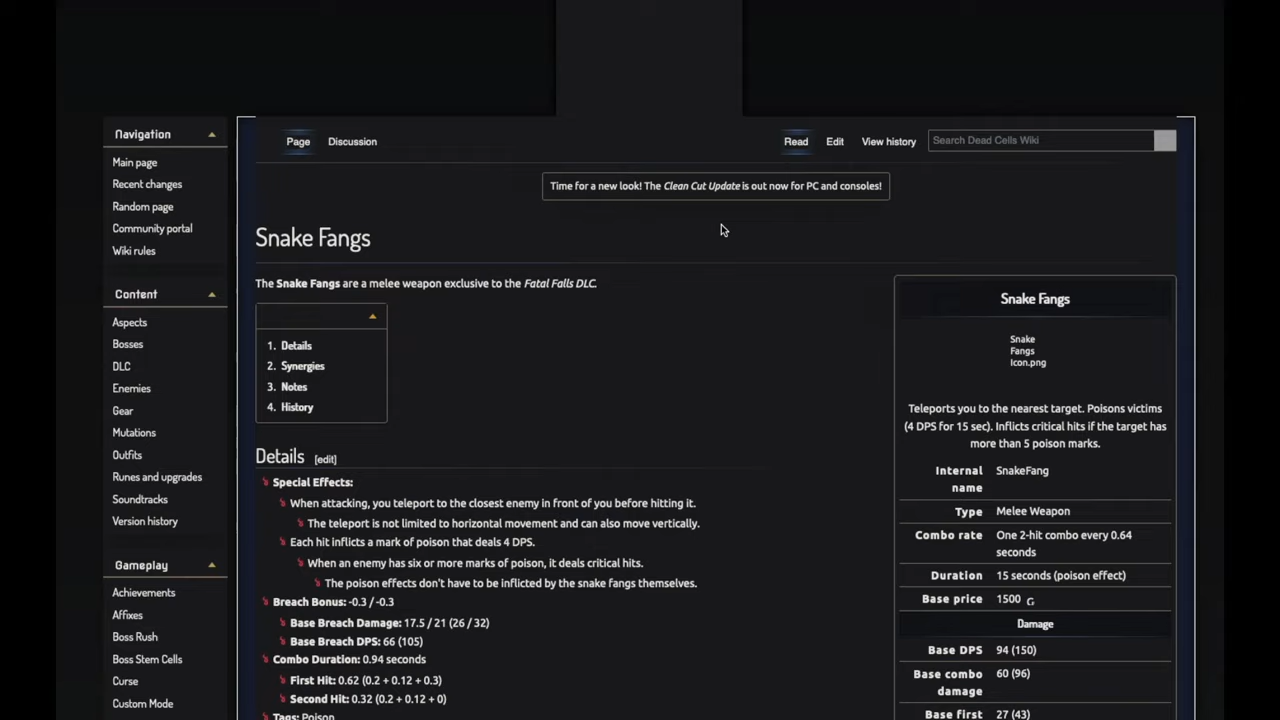 Navigation
Main page
Recent changes
Random page
Community portal
Wiki rules
Content
Aspects
Bosses
DLC
Enemies
Gear
Mutations
Outfits
Runes and upgrades
Soundtracks
Version history
Gameplay
Achievements
Affixes
Boss Rush
Boss Stem Cells
Curse
Custom Mode
Page Discussion Read Edit View history Search Dead Cells Wiki
Time for a new look! The Clean Cut Update is out now for PC and consoles!
Snake Fangs
The Snake Fangs are a melee weapon exclusive to the Fatal Falls DLC.
1. Details
2. Synergies
3. Notes
4. History
Details [edit]
Special Effects:
When attacking, you teleport to the closest enemy in front of you before hitting it.
The teleport is not limited to horizontal movement and can also move vertically.
Each hit inflicts a mark of poison that deals 4 DPS.
When an enemy has six or more marks of poison, it deals critical hits.
The poison effects don't have to be inflicted by the snake fangs themselves.
Breach Bonus: -0.3 / -0.3
Base Breach Damage: 17.5 / 21 (26 / 32)
Base Breach DPS: 66 (105)
Combo Duration: 0.94 seconds
First Hit: 0.62 (0.2 + 0.12 + 0.3)
Second Hit: 0.32 (0.2 + 0.12 + 0)
Tags: Poison
Snake Fangs
Snake
Fangs
Icon.png
Teleports you to the nearest target. Poisons victims
(4 DPS for 15 sec). Inflicts critical hits if the target has
more than 5 poison marks.
Internal SnakeFang
name
Type Melee Weapon
Combo rate One 2-hit combo every 0.64
seconds
Duration 15 seconds (poison effect)
Base price 1500 G
Damage
Base DPS 94 (150)
Base combo 60 (96)
damage
Base first 27 (43)